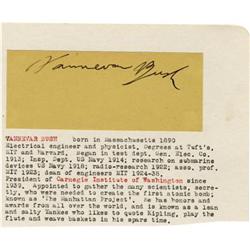 Vannevar Bush
VANNEVAR BUSH born in Massachusetts 1890
Electrical engineer and physicist, Degrees at Tuft's,
MIT and Harvard. Began in test dept. Gen. Elec. Co.
1913; Insp. Dept. US Navy 1914; research on submarine
devices US Navy 1918; radio-research 1922; asso. prof.
MIT 1923; dean of engineers MIT 1924-38.
President of Carnegie Institute of Washington since
1939. Appointed to gather the many scientists, secre-
tly, who were needed to create the first atomic bomb;
known as 'The Manhattan Project'. He has honors and
awards from all over the world, and is known as a lean
and salty Yankee who likes to quote Kipling, play the
flute and weave baskets in his spare time.